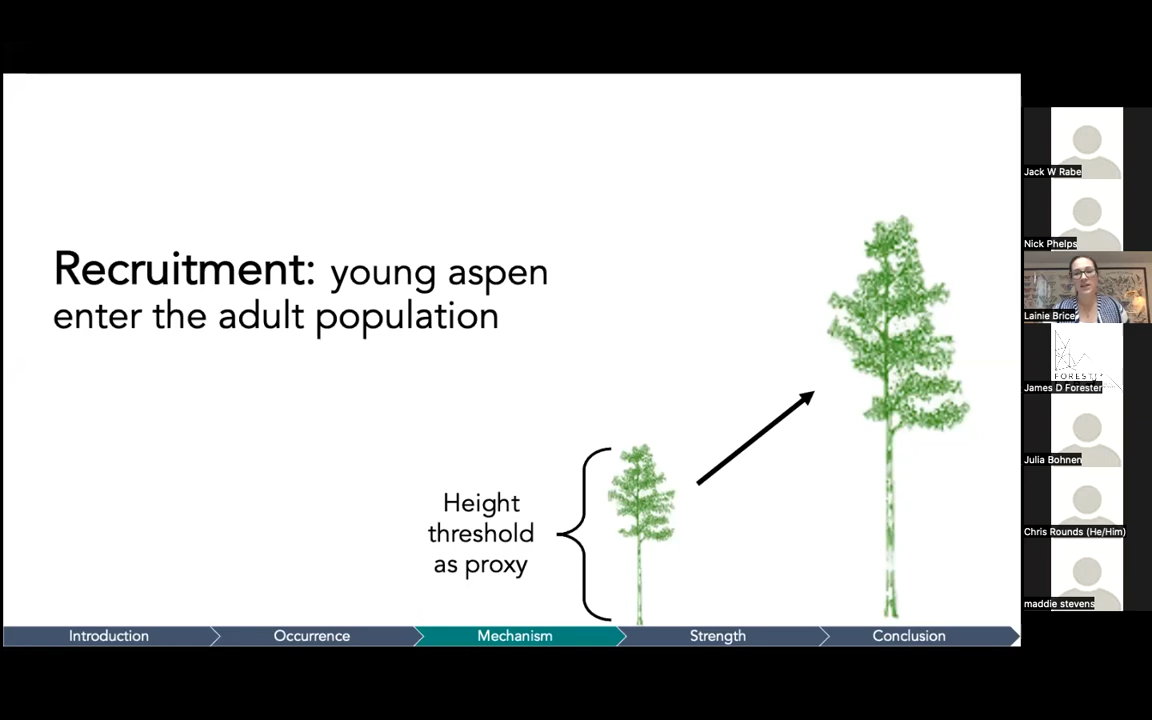 Recruitment: young aspen
enter the adult population
Height
threshold
as proxy
Introduction
Occurrence
Mechanism
Strength
Conclusion
Jack W Rabe
Nick Phelps
Lainie Brice
FOREST
James D Forester
Julia Bohnen
Chris Rounds (He/Him)
maddie stevens